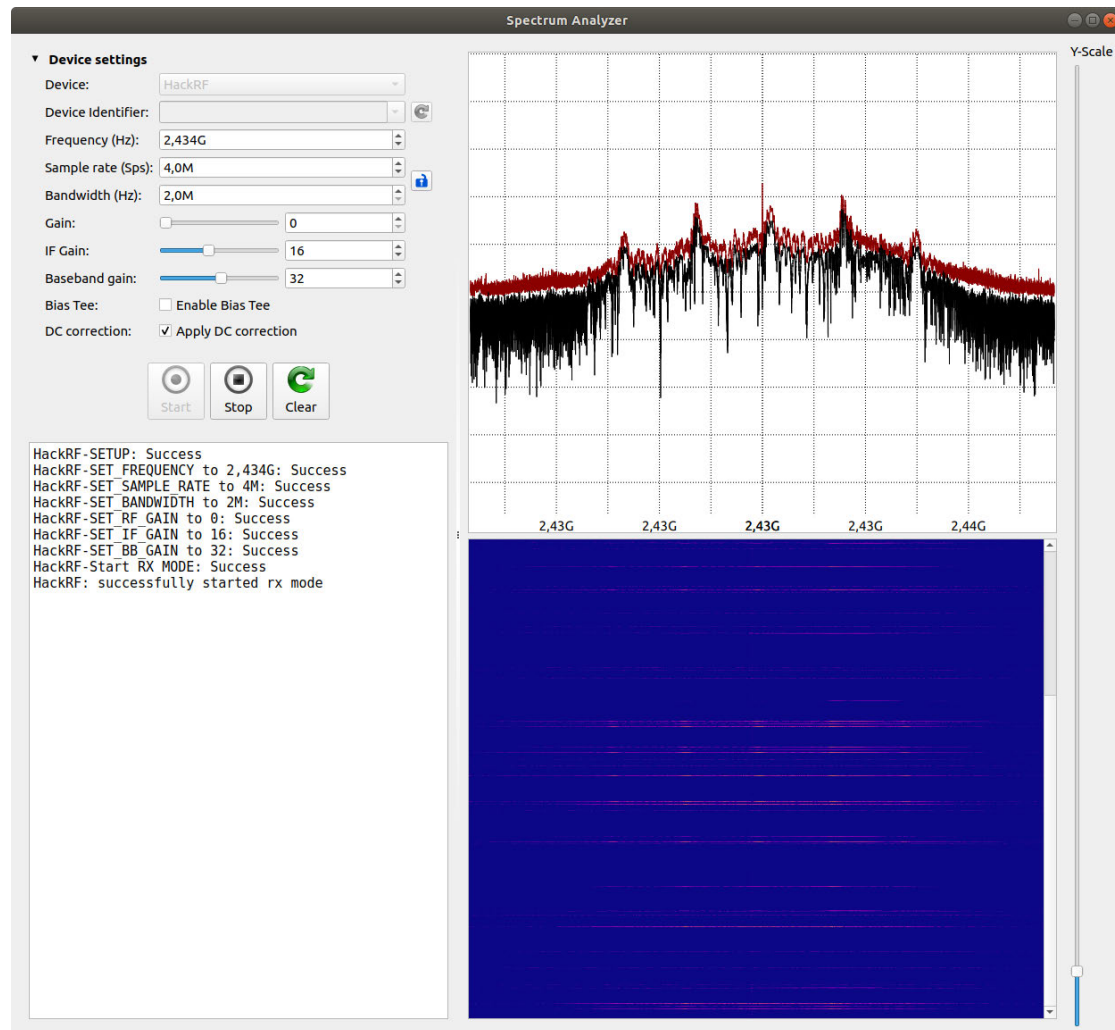 Spectrum Analyzer
Device settings
Device: HackRF
Device Identifier:
Frequency (Hz): 2,434G
Sample rate (Sps): 4,0M
Bandwidth (Hz): 2,0M
Gain: 0
IF Gain: 16
Baseband gain: 32
Bias Tee: Enable Bias Tee
DC correction: Apply DC correction
Start Stop Clear
HackRF-SETUP: Success
HackRF-SET_FREQUENCY to 2,434G: Success
HackRF-SET_SAMPLE_RATE to 4M: Success
HackRF-SET_BANDWIDTH to 2M: Success
HackRF-SET_RF_GAIN to 0: Success
HackRF-SET_IF_GAIN to 16: Success
HackRF-SET_BB_GAIN to 32: Success
HackRF-Start RX MODE: Success
HackRF: successfully started rx mode
Y-Scale
2,43G 2,43G 2,43G 2,43G 2,44G